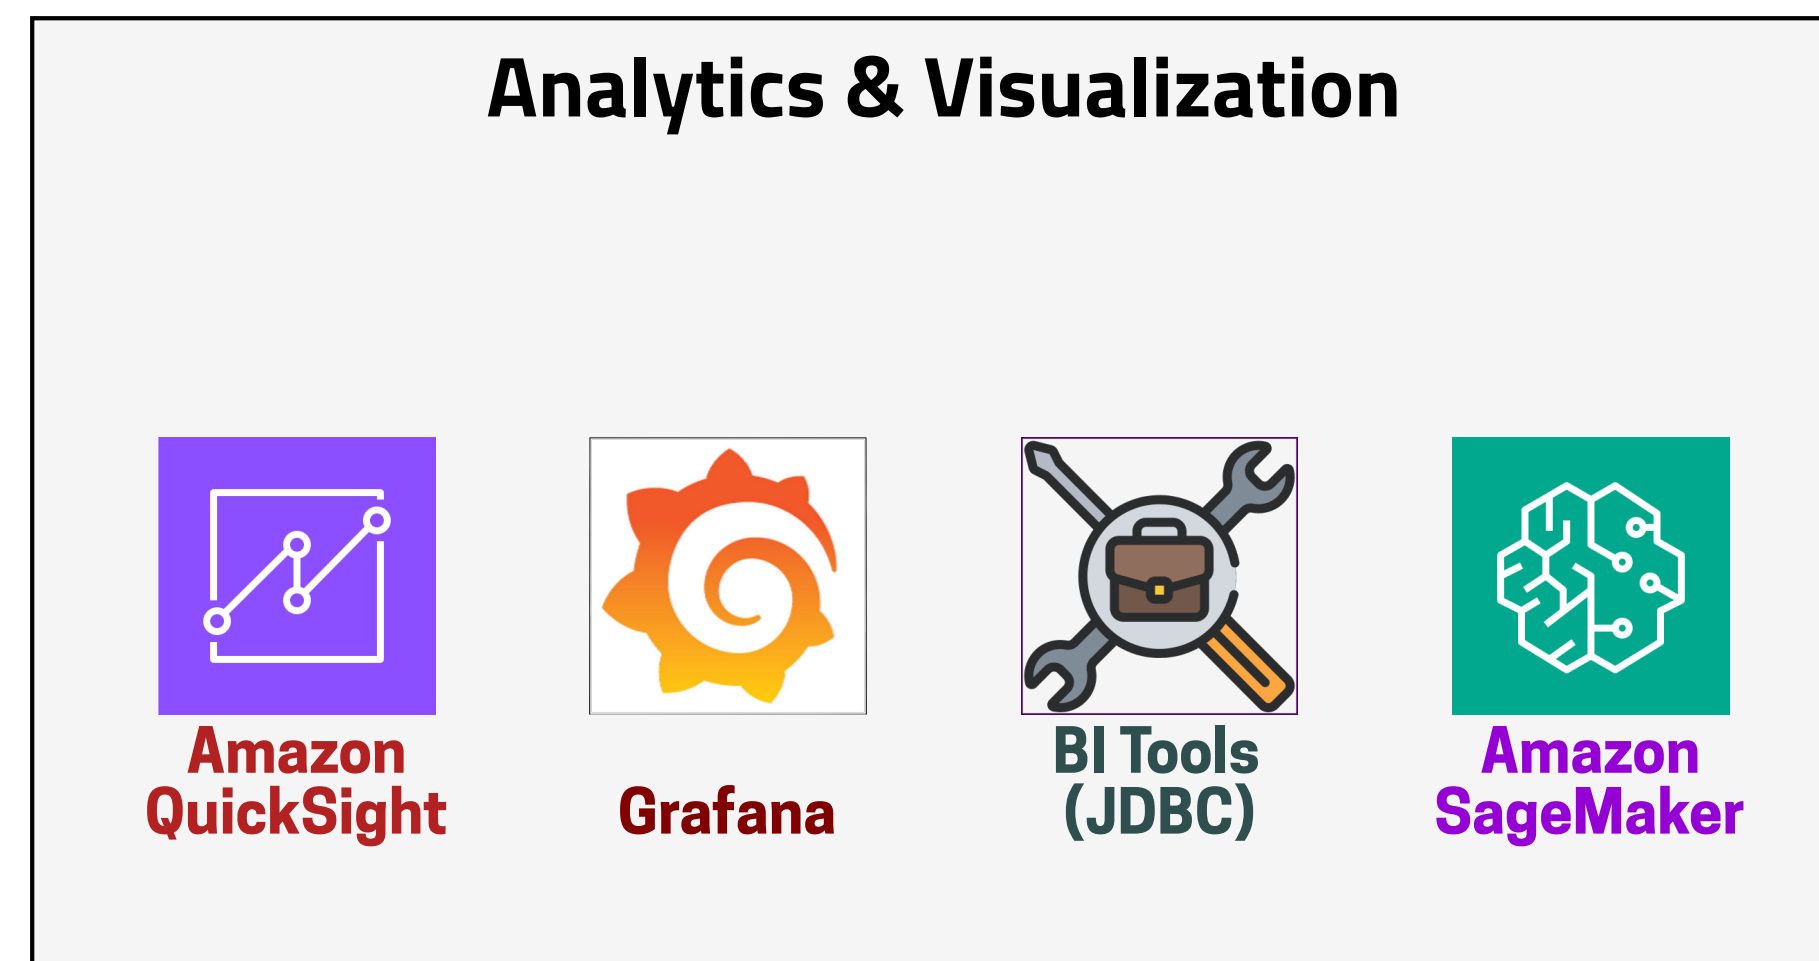 Analytics & Visualization
Amazon
QuickSight
Grafana
BI Tools
(JDBC)
Amazon
SageMaker